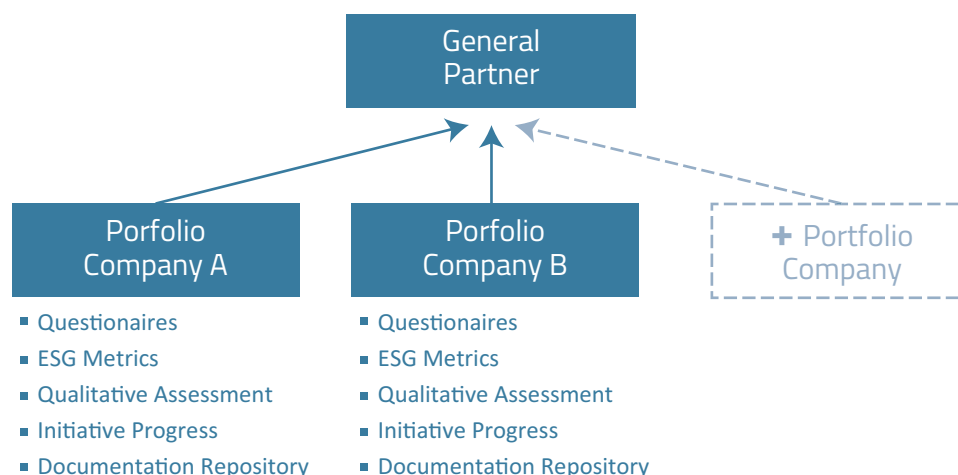 General
Partner
Porfolio
Company A
Porfolio
Company B
+ Portfolio
Company
▪ Questionaires
▪ ESG Metrics
▪ Qualitative Assessment
▪ Initiative Progress
▪ Documentation Repository
▪ Questionaires
▪ ESG Metrics
▪ Qualitative Assessment
▪ Initiative Progress
▪ Documentation Repository